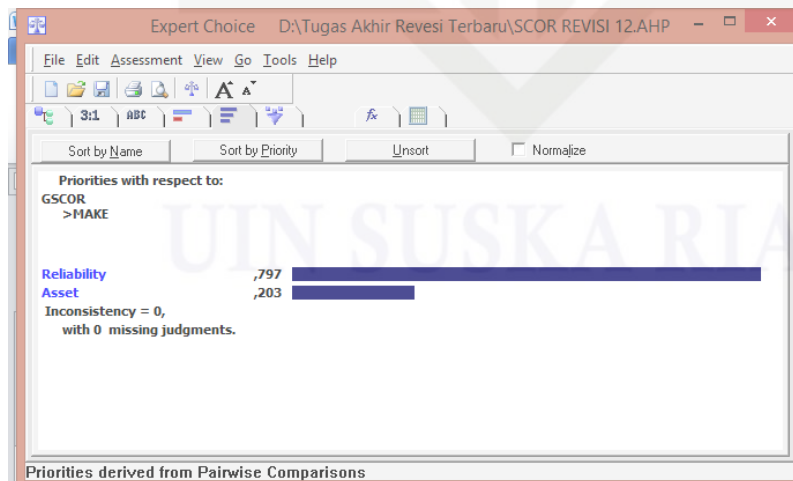 Expert Choice D:\Tugas Akhir Revesi Terbaru\SCOR REVISI 12.AHP
File Edit Assessment View Go Tools Help
A A
3:1 ABC fx
Sort by Name Sort by Priority Unsort Normalize
Priorities with respect to:
GSCOR
>MAKE
UIN SUSKA RIA
Reliability ,797
Asset ,203
Inconsistency = 0,
with 0 missing judgments.
Priorities derived from Pairwise Comparisons